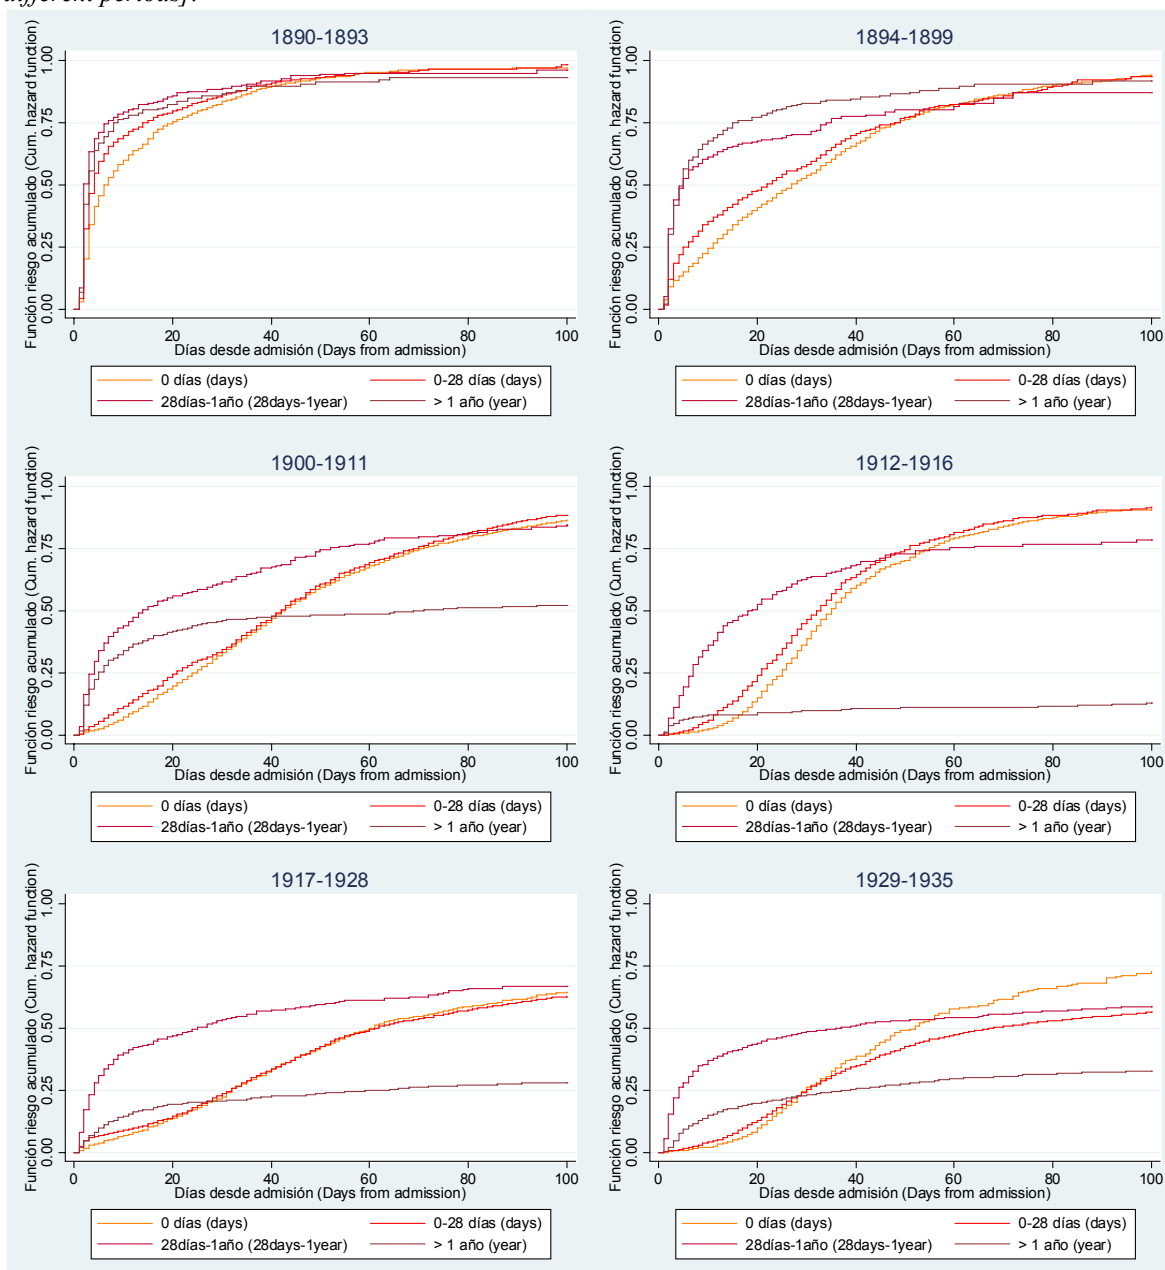 different periods].
1890-1893
Función riesgo acumulado (Cum. hazard function)
1.00
0.75
0.50
0.25
0.00
0 20 40 60 80 100
Días desde admisión (Days from admission)
0 días (days) 0-28 días (days)
28días-1año (28days-1year) > 1 año (year)
1894-1899
Función riesgo acumulado (Cum. hazard function)
1.00
0.75
0.50
0.25
0.00
0 20 40 60 80 100
Días desde admisión (Days from admission)
0 días (days) 0-28 días (days)
28días-1año (28days-1year) > 1 año (year)
1900-1911
Función riesgo acumulado (Cum. hazard function)
1.00
0.75
0.50
0.25
0.00
0 20 40 60 80 100
Días desde admisión (Days from admission)
0 días (days) 0-28 días (days)
28días-1año (28days-1year) > 1 año (year)
1912-1916
Función riesgo acumulado (Cum. hazard function)
1.00
0.75
0.50
0.25
0.00
0 20 40 60 80 100
Días desde admisión (Days from admission)
0 días (days) 0-28 días (days)
28días-1año (28days-1year) > 1 año (year)
1917-1928
Función riesgo acumulado (Cum. hazard function)
1.00
0.75
0.50
0.25
0.00
0 20 40 60 80 100
Días desde admisión (Days from admission)
0 días (days) 0-28 días (days)
28días-1año (28days-1year) > 1 año (year)
1929-1935
Función riesgo acumulado (Cum. hazard function)
1.00
0.75
0.50
0.25
0.00
0 20 40 60 80 100
Días desde admisión (Days from admission)
0 días (days) 0-28 días (days)
28días-1año (28days-1year) > 1 año (year)